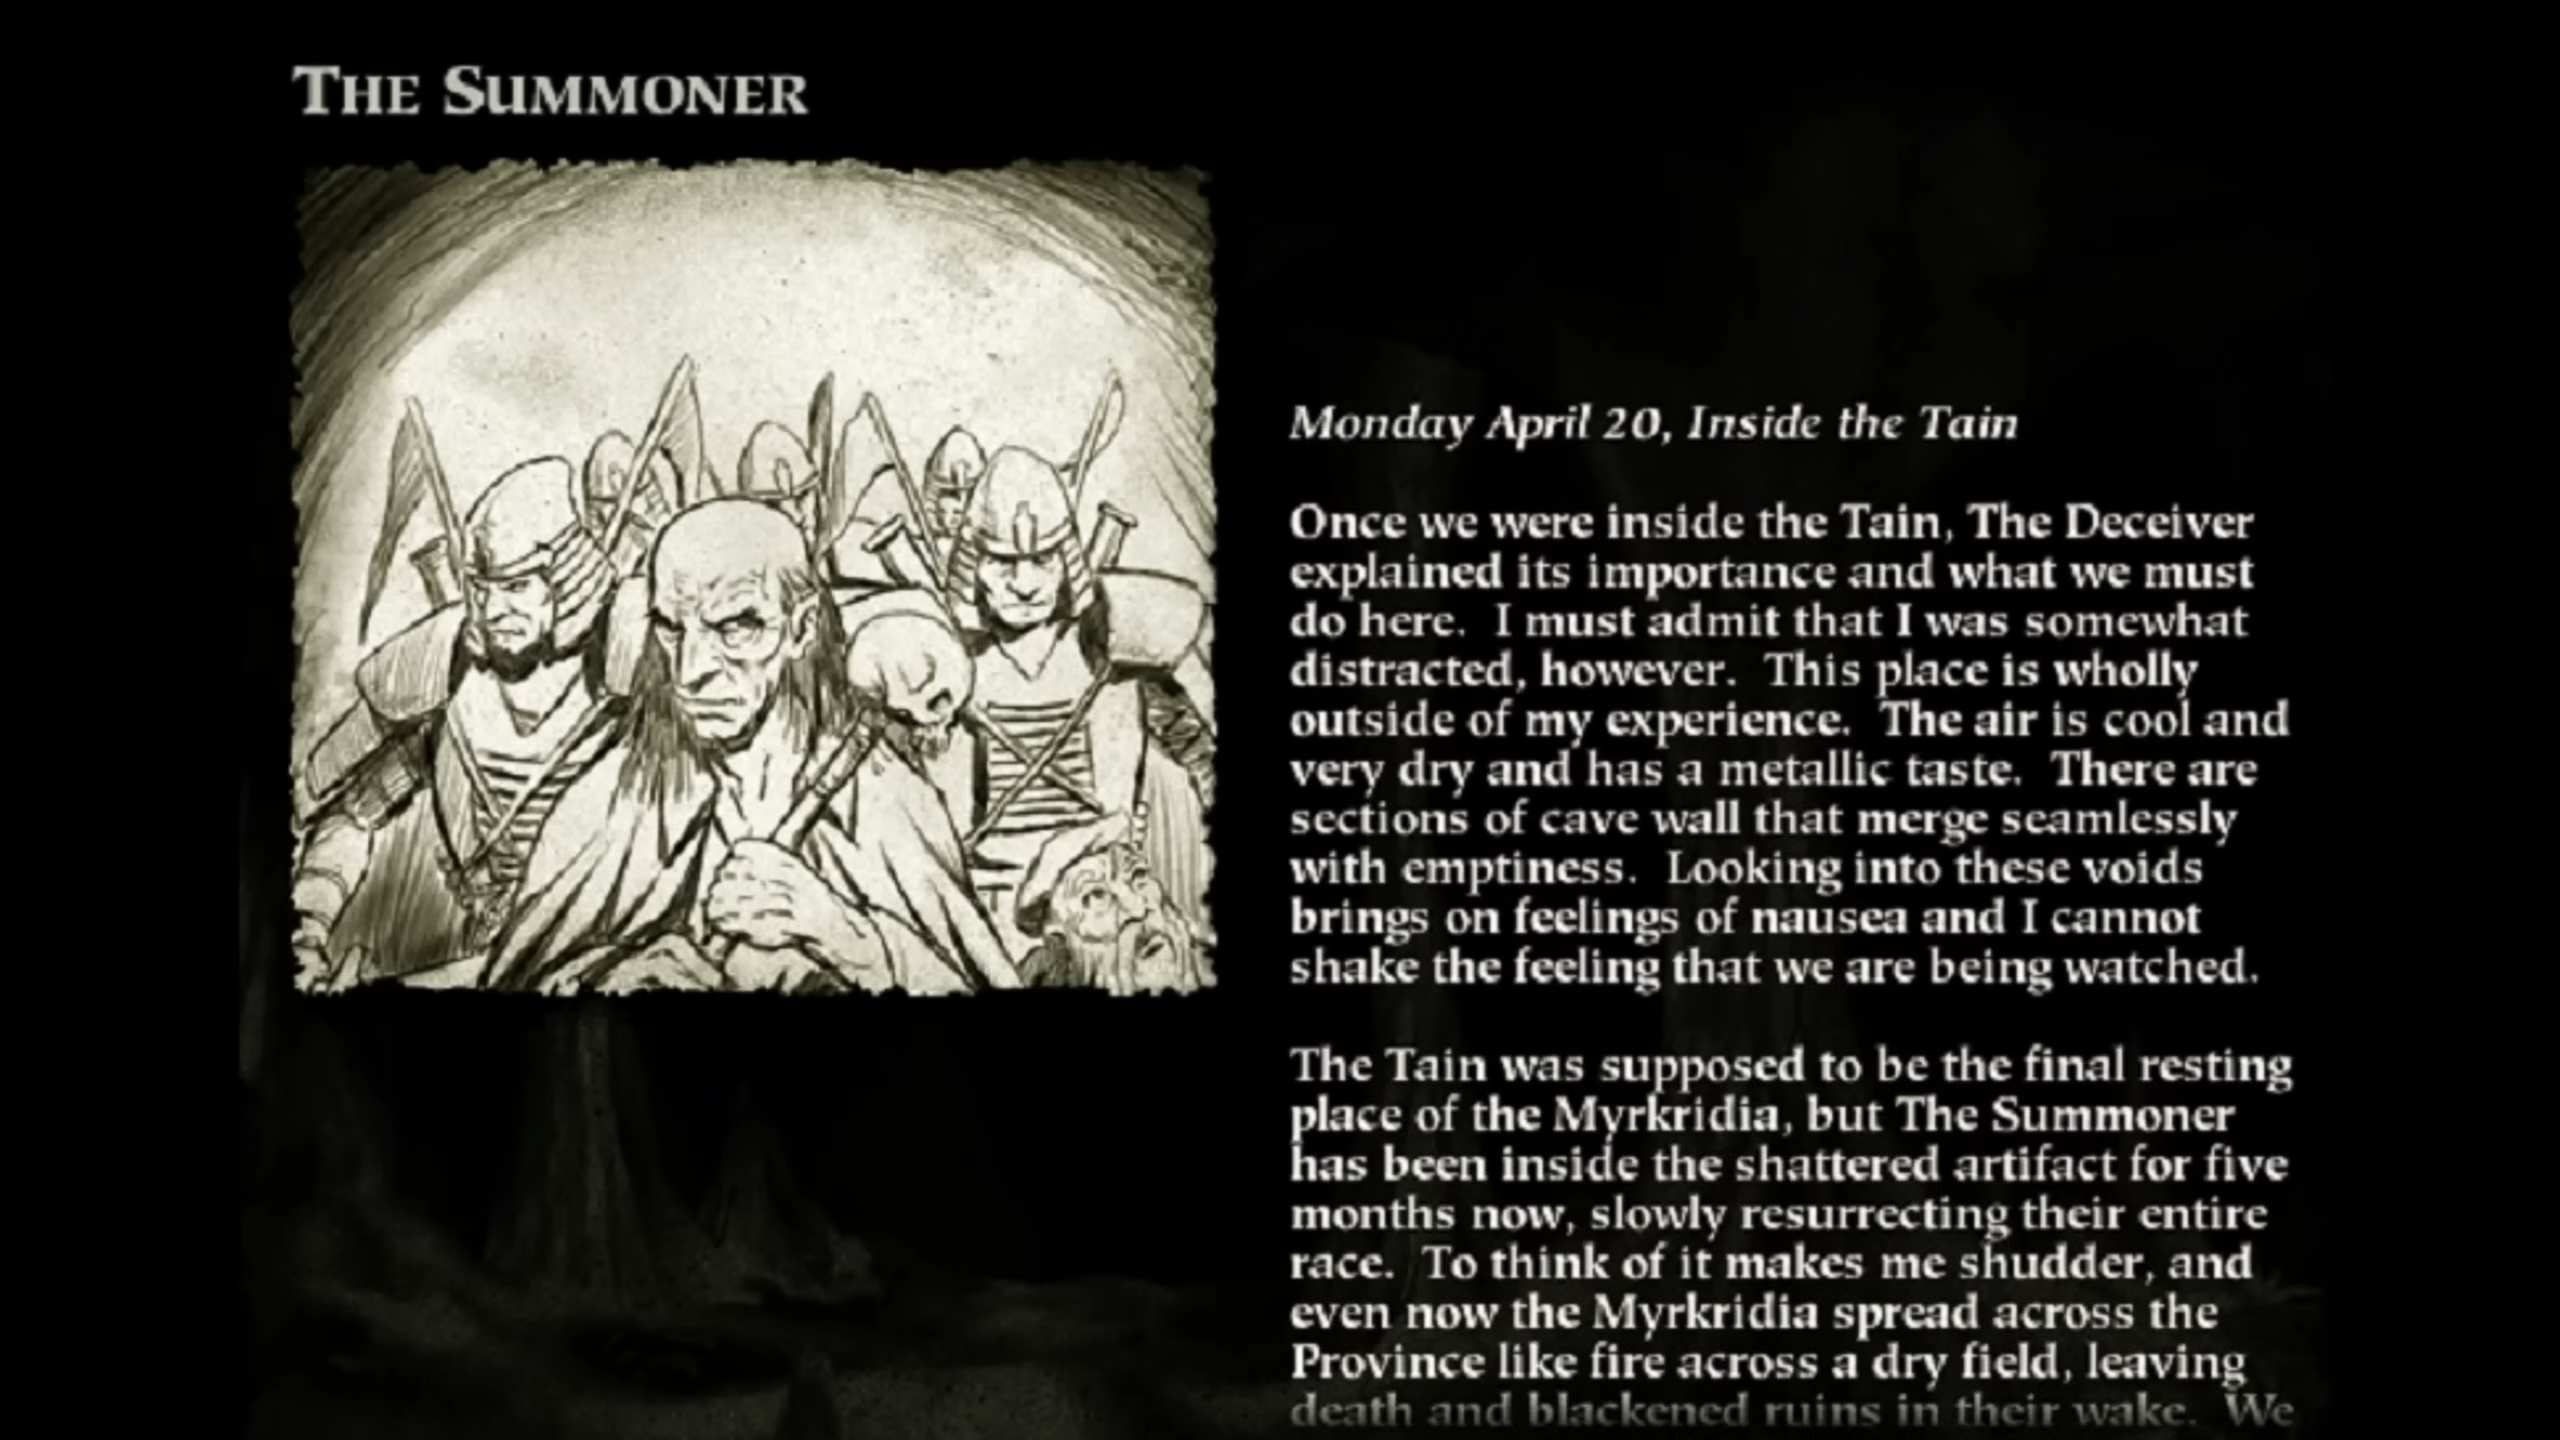 THE SUMMONER
Monday April 20, Inside the Tain
Once we were inside the Tain, The Deceiver
explained its importance and what we must
do here.  I must admit that I was somewhat
distracted, however.  This place is wholly
outside of my experience.  The air is cool and
very dry and has a metallic taste.  There are
sections of cave wall that merge seamlessly
with emptiness.  Looking into these voids
brings on feelings of nausea and I cannot
shake the feeling that we are being watched.
The Tain was supposed to be the final resting
place of the Myrkridia, but The Summoner
has been inside the shattered artifact for five
months now, slowly resurrecting their entire
race.  To think of it makes me shudder, and
even now the Myrkridia spread across the
Province like fire across a dry field, leaving
death and blackened ruins in their wake.  We